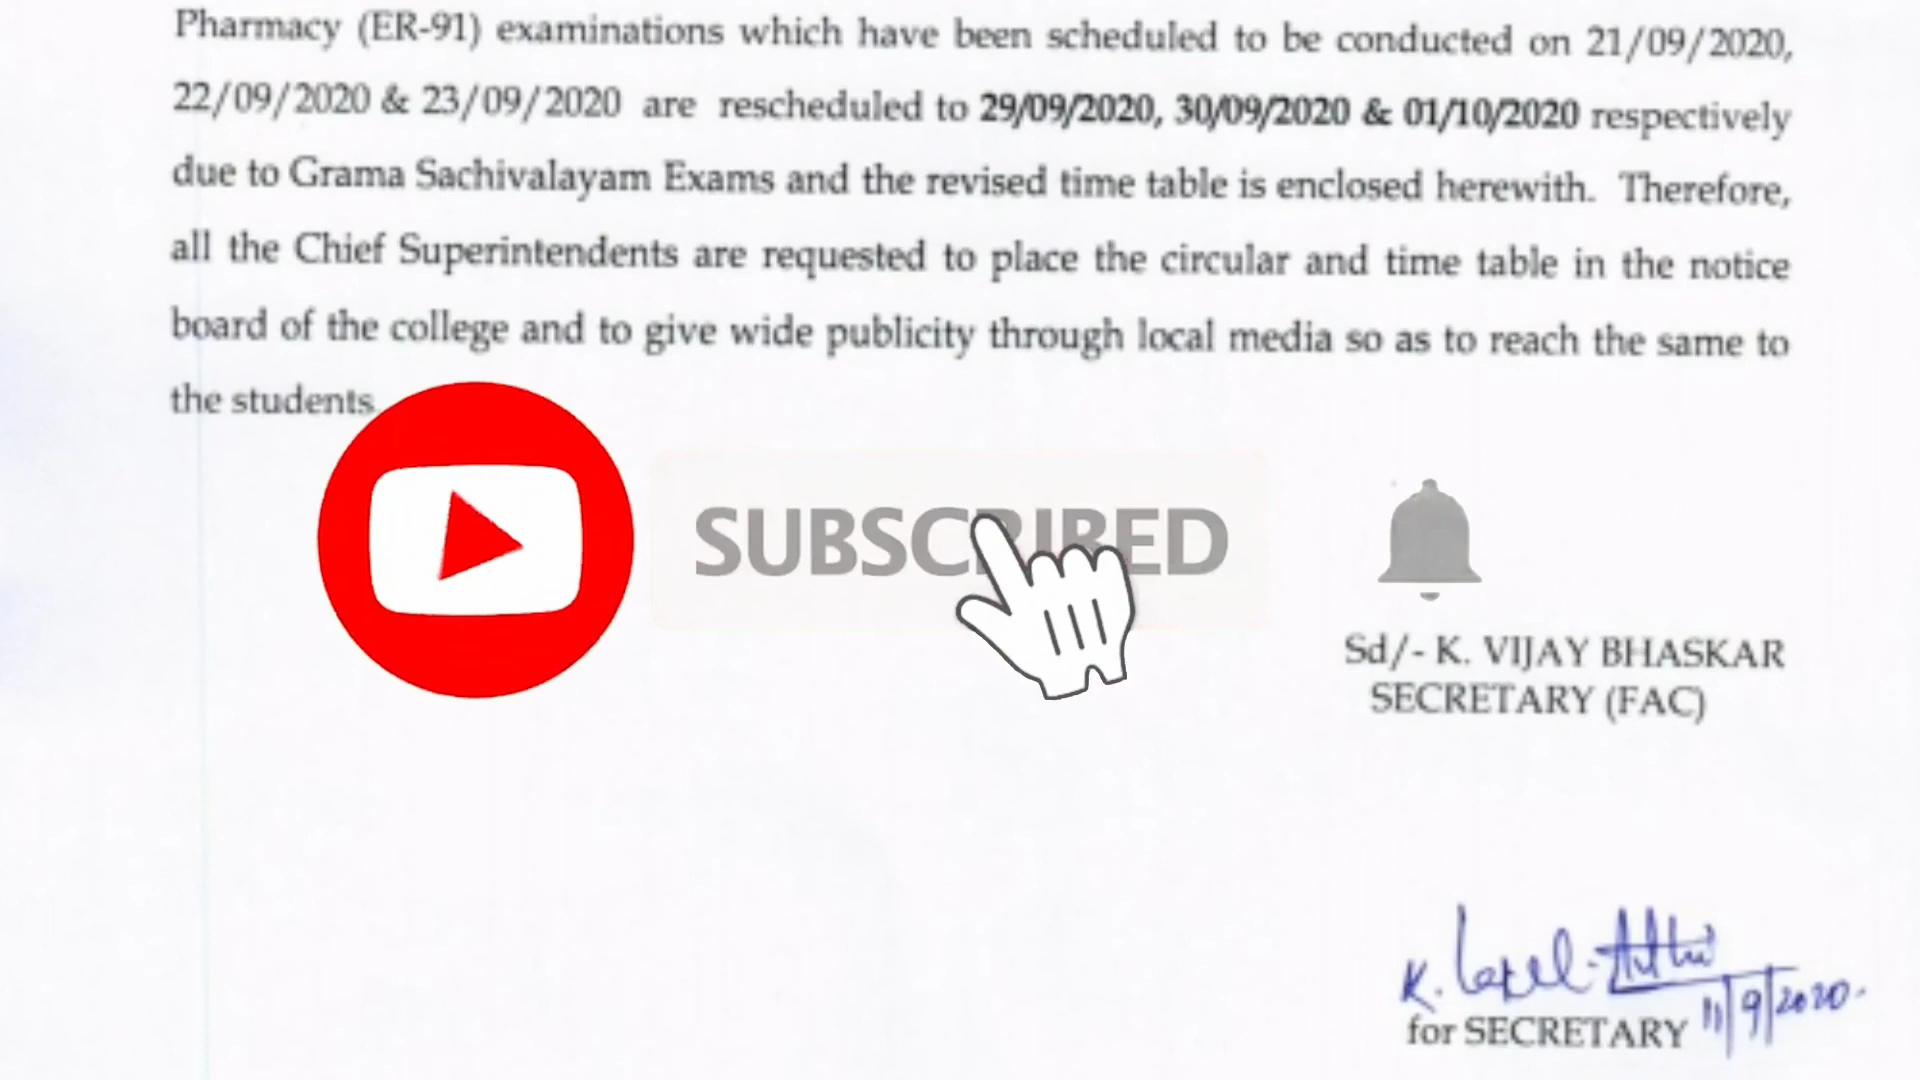 Pharmacy (ER-91) examinations which have been scheduled to be conducted on 21/09/2020,
22/09/2020 & 23/09/2020 are rescheduled to 29/09/2020, 30/09/2020 & 01/10/2020 respectively
due to Grama Sachivalayam Exams and the revised time table is enclosed herewith. Therefore,
all the Chief Superintendents are requested to place the circular and time table in the notice
board of the college and to give wide publicity through local media so as to reach the same to
the students
SUBSCRIBED
Sd/- K. VIJAY BHASKAR
SECRETARY (FAC)
K.
11/9/2020.
for SECRETARY